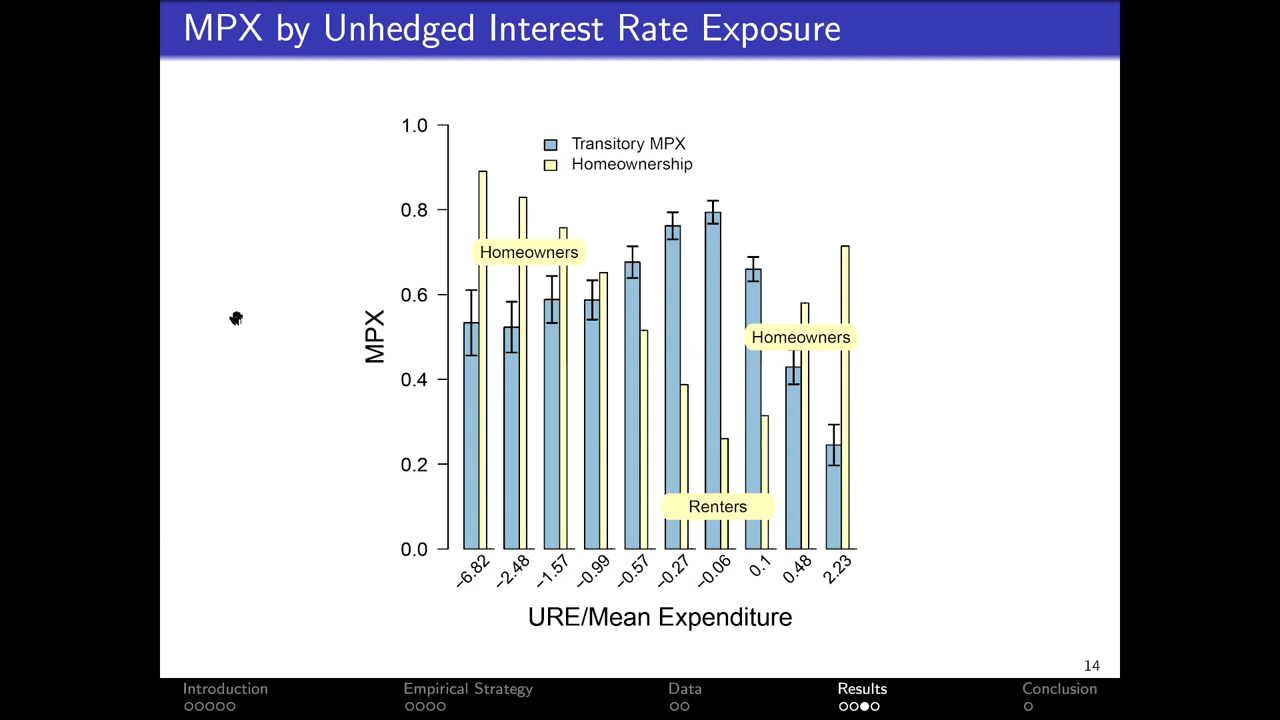 MPX by Unhedged Interest Rate Exposure
1.0
0.8
0.6
0.4
0.2
0.0
MPX
Transitory MPX
Homeownership
Homeowners
Homeowners
Renters
−6.82
−2.48
−1.57
−0.99
−0.57
−0.27
−0.06
0.1
0.48
2.23
URE/Mean Expenditure
14
Introduction Empirical Strategy Data Results Conclusion